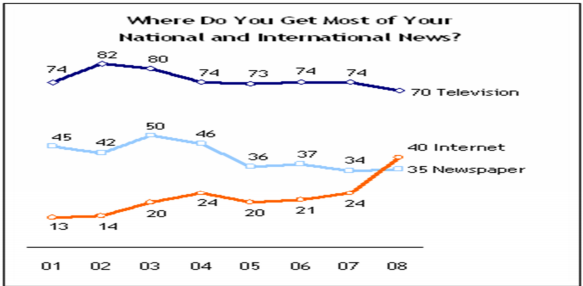 Where Do You Get Most of Your
National and International News?
74 82 80 74 73 74 74 70 Television
45 42 50 46 36 37 34 35 Newspaper
13 14 20 24 20 21 24 40 Internet
01 02 03 04 05 06 07 08